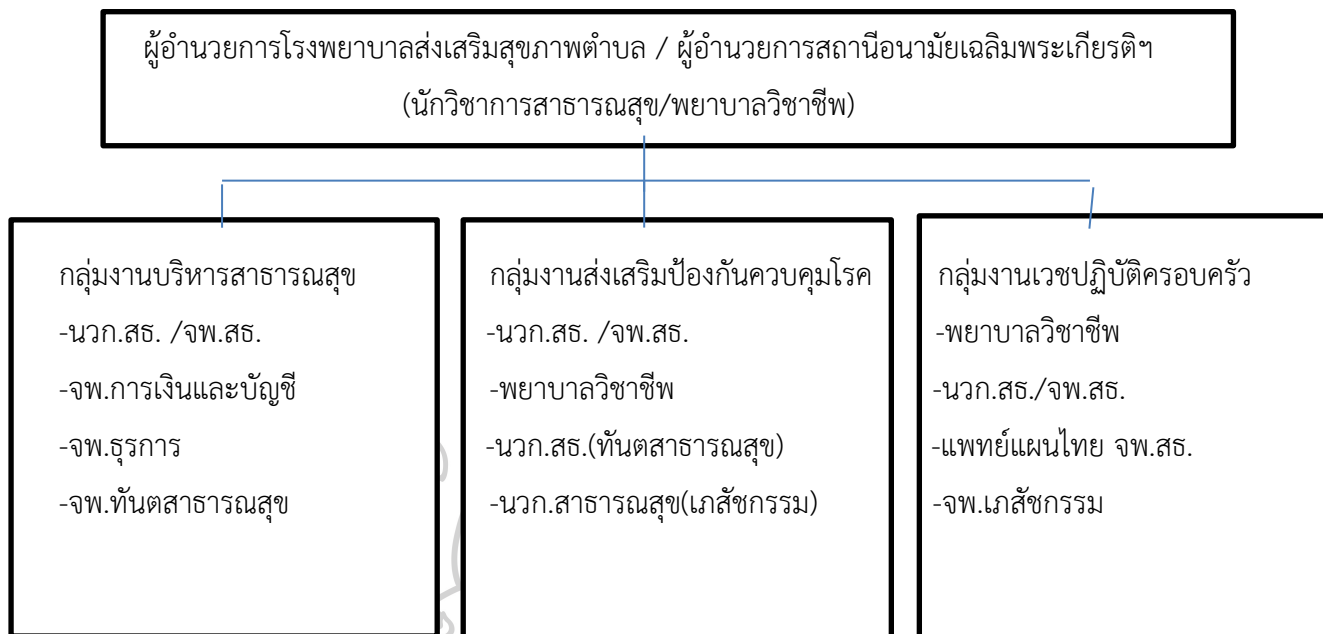 ผู้อำนวยการโรงพยาบาลส่งเสริมสุขภาพตำบล / ผู้อำนวยการสถานีอนามัยเฉลิมพระเกียรติฯ
(นักวิชาการสาธารณสุข/พยาบาลวิชาชีพ)
กลุ่มงานบริหารสาธารณสุข
-นวก.สธ. /จพ.สธ.
-จพ.การเงินและบัญชี
-จพ.ธุรการ
-จพ.ทันตสาธารณสุข
กลุ่มงานส่งเสริมป้องกันควบคุมโรค
-นวก.สธ. /จพ.สธ.
-พยาบาลวิชาชีพ
-นวก.สธ.(ทันตสาธารณสุข)
-นวก.สาธารณสุข(เภสัชกรรม)
กลุ่มงานเวชปฏิบัติครอบครัว
-พยาบาลวิชาชีพ
-นวก.สธ./จพ.สธ.
-แพทย์แผนไทย จพ.สธ.
-จพ.เภสัชกรรม